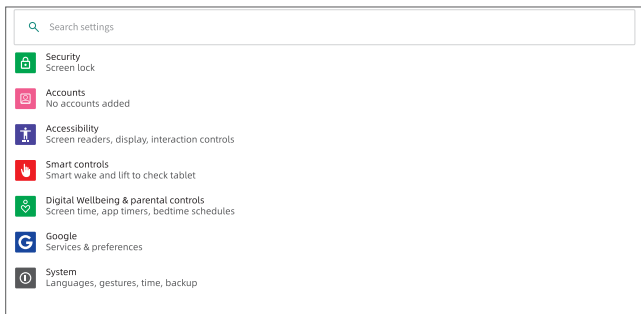 Search settings
Security
Screen lock
Accounts
No accounts added
Accessibility
Screen readers, display, interaction controls
Smart controls
Smart wake and lift to check tablet
Digital Wellbeing & parental controls
Screen time, app timers, bedtime schedules
Google
Services & preferences
System
Languages, gestures, time, backup